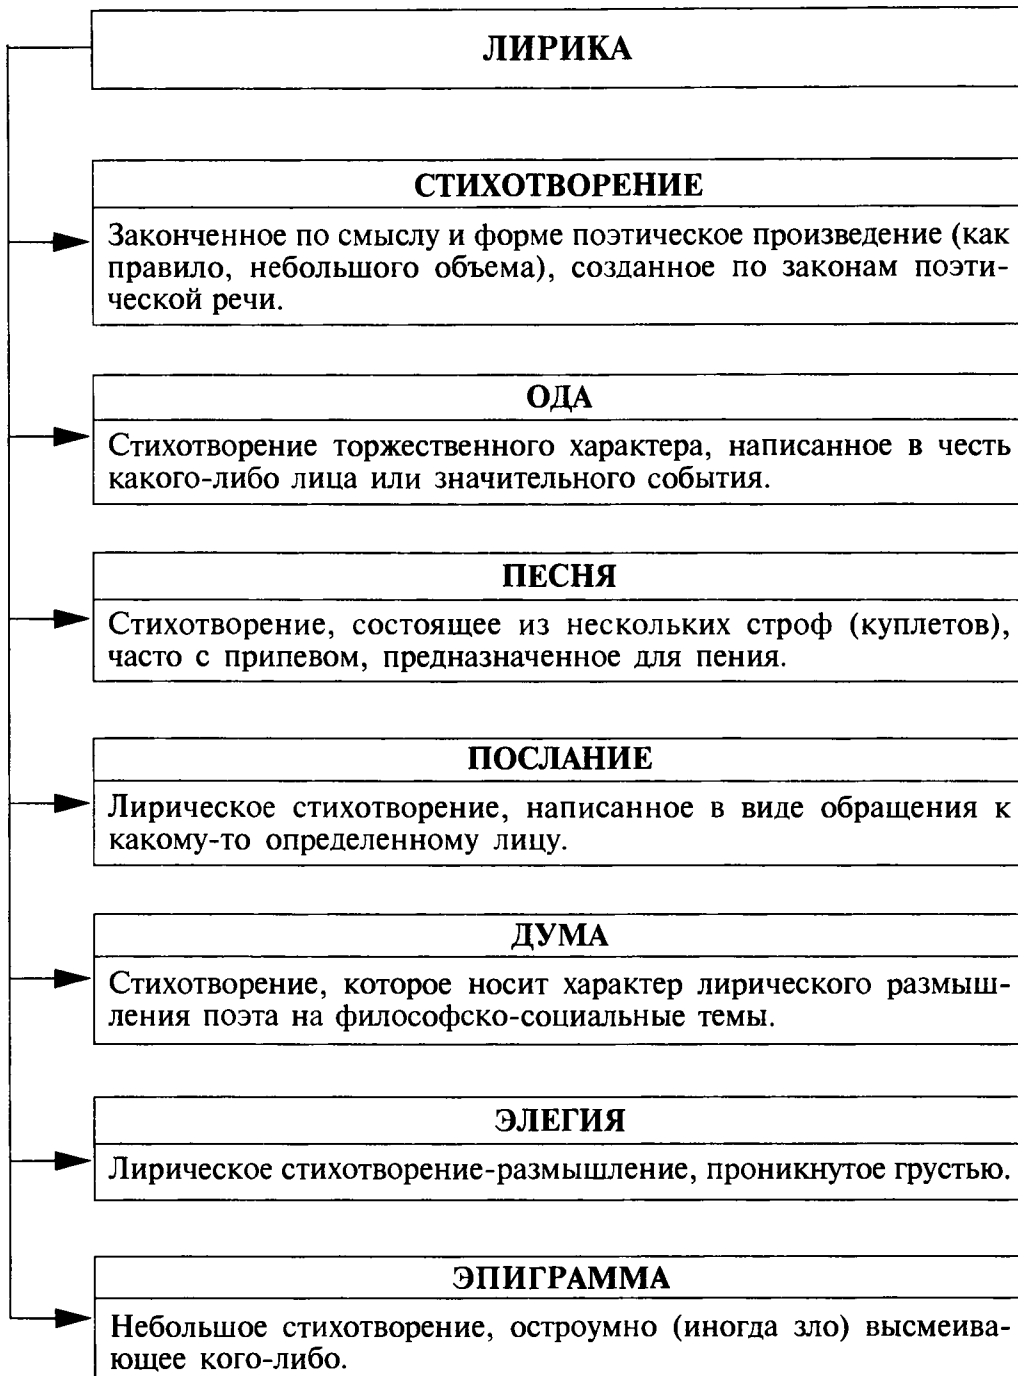 ЛИРИКА
СТИХОТВОРЕНИЕ
Законченное по смыслу и форме поэтическое произведение (как
правило, небольшого объема), созданное по законам поэти-
ческой речи.
ОДА
Стихотворение торжественного характера, написанное в честь
какого-либо лица или значительного события.
ПЕСНЯ
Стихотворение, состоящее из нескольких строф (куплетов),
часто с припевом, предназначенное для пения.
ПОСЛАНИЕ
Лирическое стихотворение, написанное в виде обращения к
какому-то определенному лицу.
ДУМА
Стихотворение, которое носит характер лирического размыш-
ления поэта на философско-социальные темы.
ЭЛЕГИЯ
Лирическое стихотворение-размышление, проникнутое грустью.
ЭПИГРАММА
Небольшое стихотворение, остроумно (иногда зло) высмеива-
ющее кого-либо.